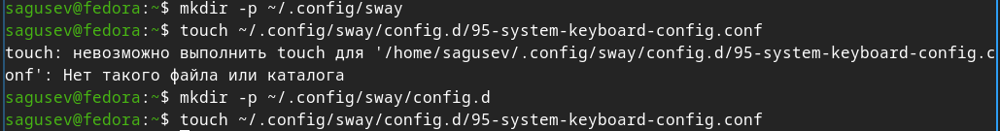 sagusev@fedora:~$ mkdir -p ~/.config/sway
sagusev@fedora:~$ touch ~/.config/sway/config.d/95-system-keyboard-config.conf
touch: невозможно выполнить touch для '/home/sagusev/.config/sway/config.d/95-system-keyboard-config.c
onf': Нет такого файла или каталога
sagusev@fedora:~$ mkdir -p ~/.config/sway/config.d
sagusev@fedora:~$ touch ~/.config/sway/config.d/95-system-keyboard-config.conf